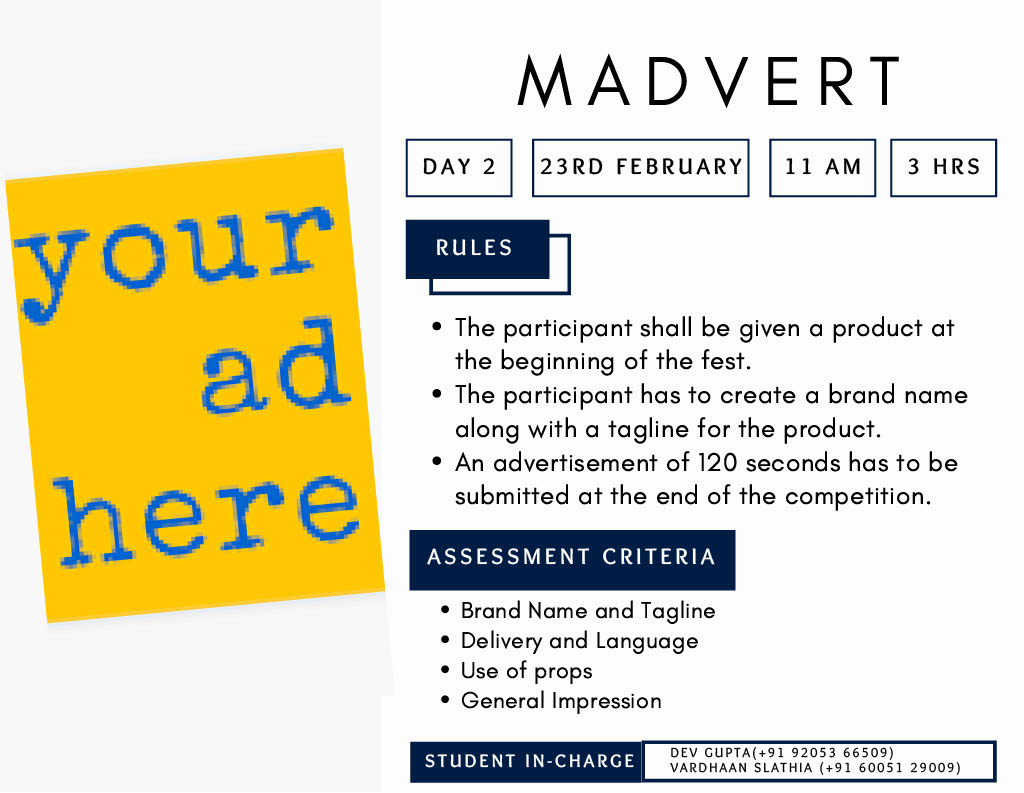 your
ad
here
MADVERT
DAY 2
23RD FEBRUARY
11 AM
3 HRS
RULES
• The participant shall be given a product at
the beginning of the fest.
• The participant has to create a brand name
along with a tagline for the product.
• An advertisement of 120 seconds has to be
submitted at the end of the competition.
ASSESSMENT CRITERIA
• Brand Name and Tagline
• Delivery and Language
• Use of props
• General Impression
STUDENT IN-CHARGE
DEV GUPTA(+91 92053 66509)
VARDHAAN SLATHIA (+91 60051 29009)